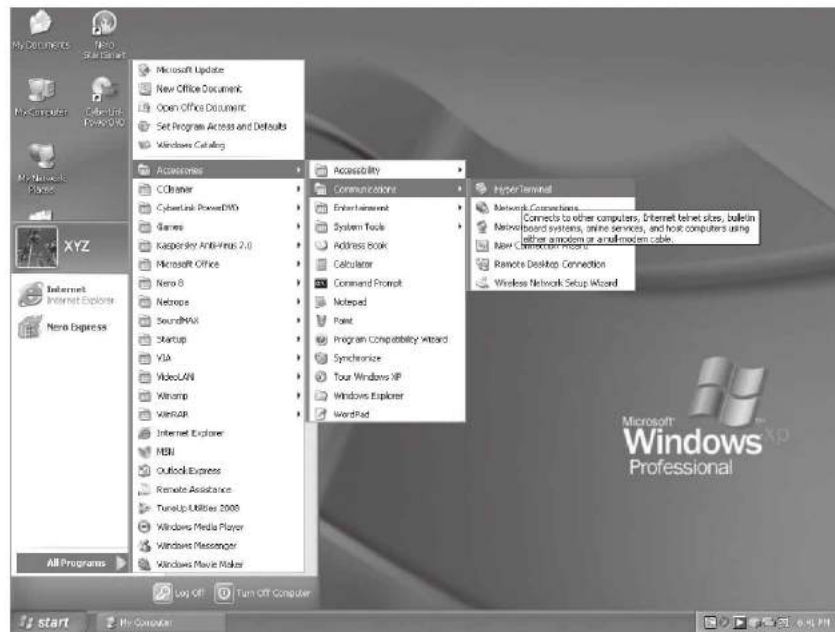 My Documents
Nero
StartSmart
My Computer
CyberLink
PowerDVD
My Network
Places
XYZ
Internet
Internet Explorer
Nero Express
All Programs
Microsoft Update
New Office Document
Open Office Document
Set Program Access and Defaults
Windows Catalog
Accessories
CCleaner
CyberLink PowerDVD
Games
Kaspersky Anti-Virus 7.0
Microsoft Office
Nero 8
Netropa
SoundMAX
Startup
VIA
VideoLAN
Winamp
WinRAR
Internet Explorer
MSN
Outlook Express
Remote Assistance
TuneUp Utilities 2008
Windows Media Player
Windows Messenger
Windows Movie Maker
Accessibility
Communications
Entertainment
System Tools
Address Book
Calculator
Command Prompt
Notepad
Paint
Program Compatibility Wizard
Synchronize
Tour Windows XP
Windows Explorer
WordPad
HyperTerminal
Network Connections
Connects to other computers, Internet telnet sites, bulletin
board systems, online services, and host computers using
either a modem or a null-modem cable.
Remote Desktop Connection
Wireless Network Setup Wizard
Microsoft
Windows xp
Professional
Log Off
Turn Off Computer
start
My Computer